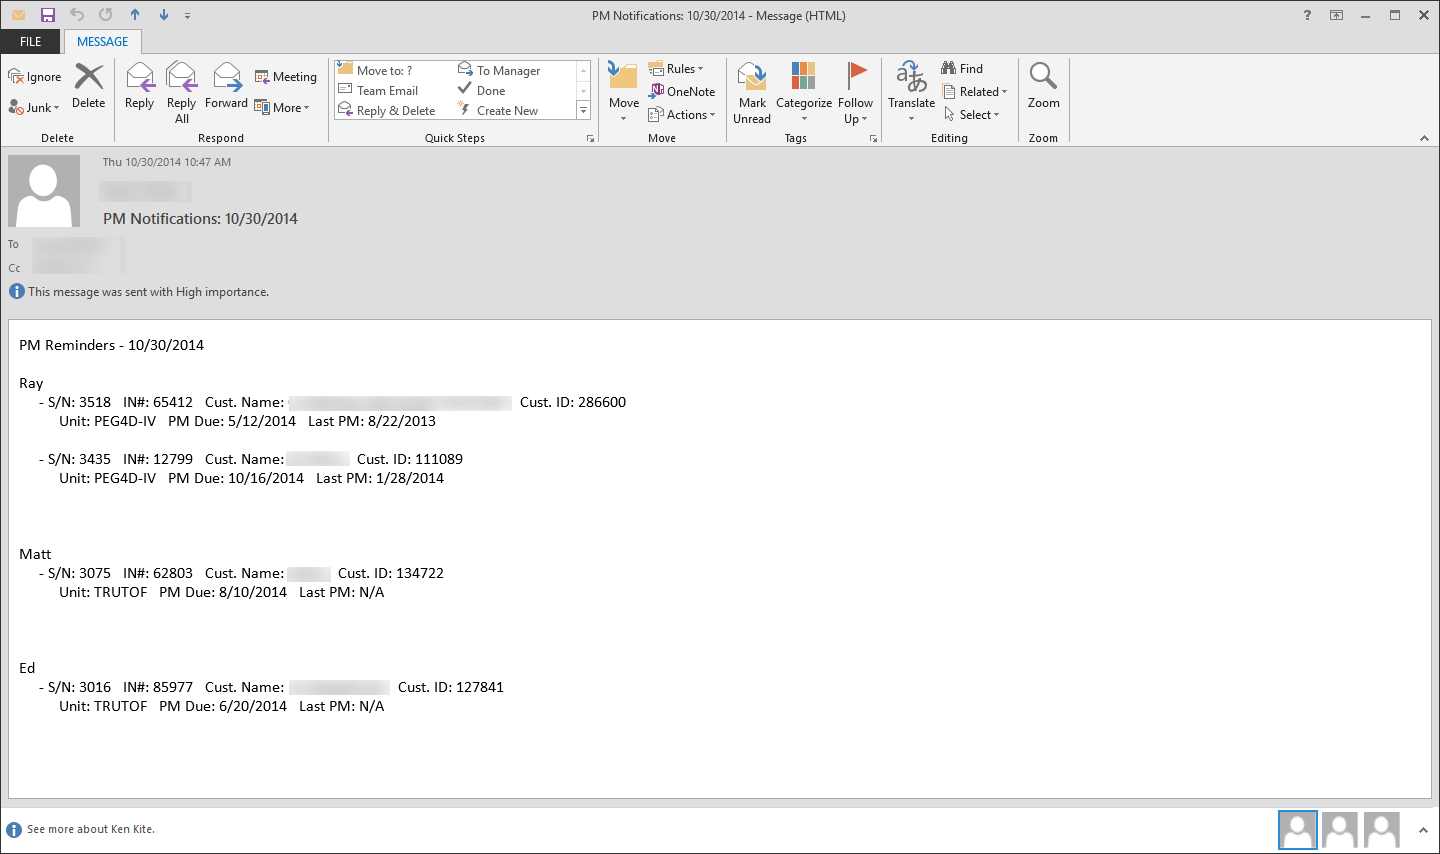 PM Notifications: 10/30/2014 - Message (HTML)
?
FILE
MESSAGE
Ignore
Junk
Delete
Delete
Reply
Reply All
Forward
Meeting
More
Respond
Move to: ?
Team Email
Reply & Delete
To Manager
Done
Create New
Quick Steps
Move
Rules
OneNote
Actions
Move
Mark Unread
Categorize
Follow Up
Tags
Translate
Find
Related
Select
Editing
Zoom
Zoom
Thu 10/30/2014 10:47 AM
PM Notifications: 10/30/2014
To
Cc
This message was sent with High importance.
PM Reminders - 10/30/2014
Ray
- S/N: 3518 IN#: 65412 Cust. Name: Cust. ID: 286600
Unit: PEG4D-IV PM Due: 5/12/2014 Last PM: 8/22/2013
- S/N: 3435 IN#: 12799 Cust. Name: Cust. ID: 111089
Unit: PEG4D-IV PM Due: 10/16/2014 Last PM: 1/28/2014
Matt
- S/N: 3075 IN#: 62803 Cust. Name: Cust. ID: 134722
Unit: TRUTOF PM Due: 8/10/2014 Last PM: N/A
Ed
- S/N: 3016 IN#: 85977 Cust. Name: Cust. ID: 127841
Unit: TRUTOF PM Due: 6/20/2014 Last PM: N/A
See more about Ken Kite.